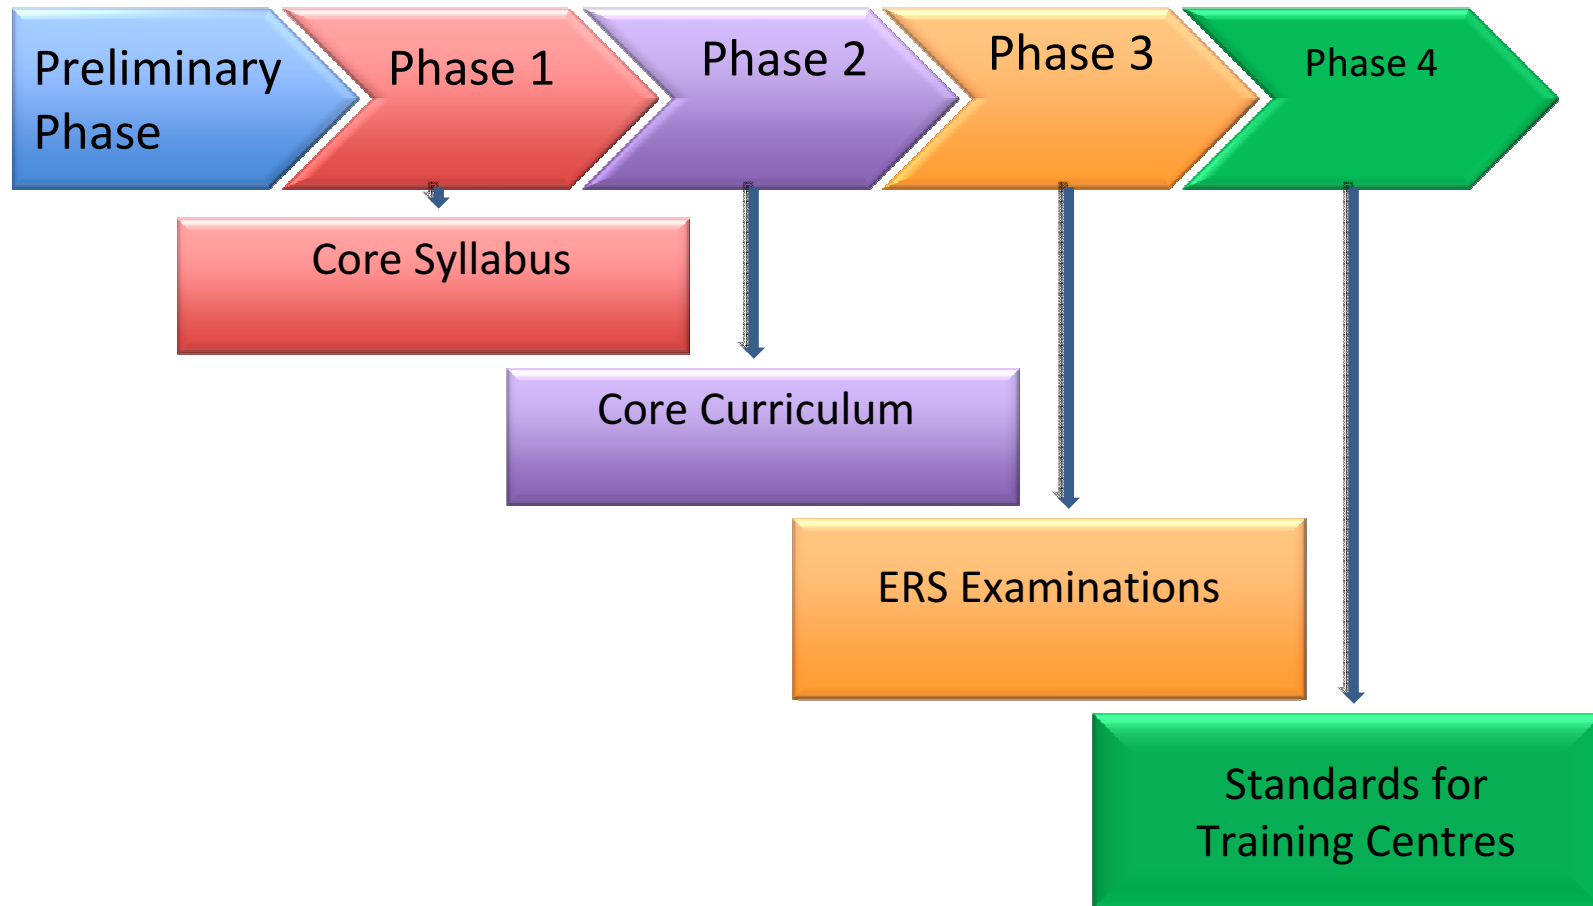 Preliminary
Phase
Phase 1
Phase 2
Phase 3
Phase 4
Core Syllabus
Core Curriculum
ERS Examinations
Standards for
Training Centres